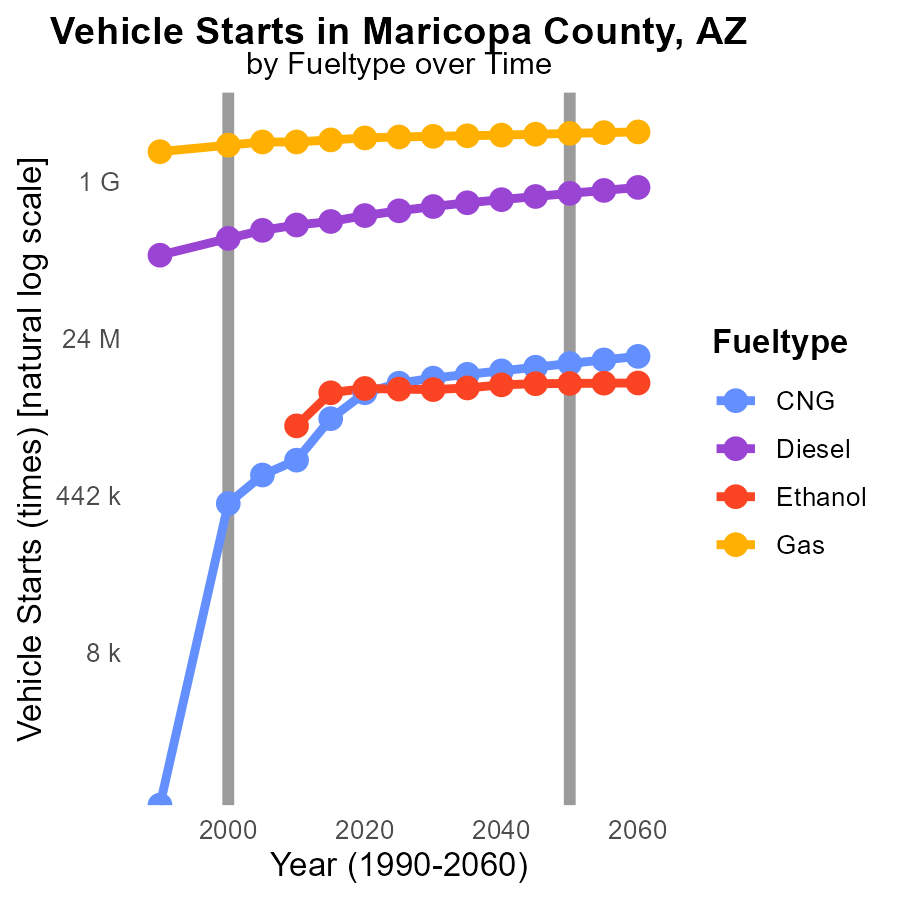 Vehicle Starts in Maricopa County, AZ
by Fueltype over Time
Vehicle Starts (times) [natural log scale]
1 G
24 M
442 k
8 k
2000 2020 2040 2060
Year (1990-2060)
Fueltype
CNG
Diesel
Ethanol
Gas